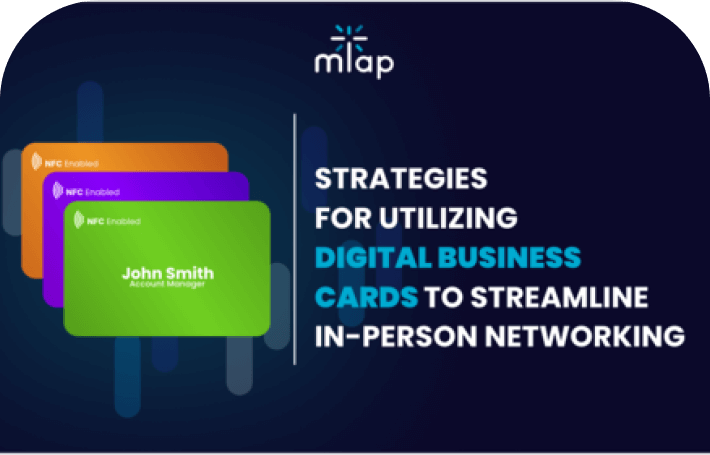 mTap
NFC Enabled
NFC Enabled
NFC Enabled
John Smith
Account Manager
STRATEGIES
FOR UTILIZING
DIGITAL BUSINESS
CARDS TO STREAMLINE
IN-PERSON NETWORKING